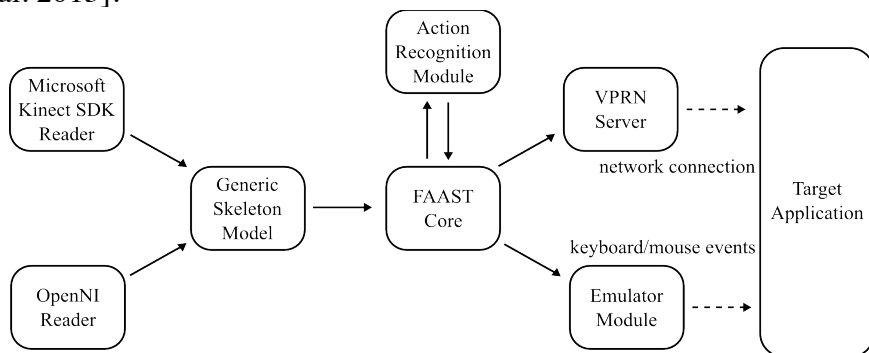 al. 2013].
Action
Recognition
Module
Microsoft
Kinect SDK
Reader
VPRN
Server
network connection
Generic
Skeleton
Model
FAAST
Core
Target
Application
keyboard/mouse events
OpenNI
Reader
Emulator
Module